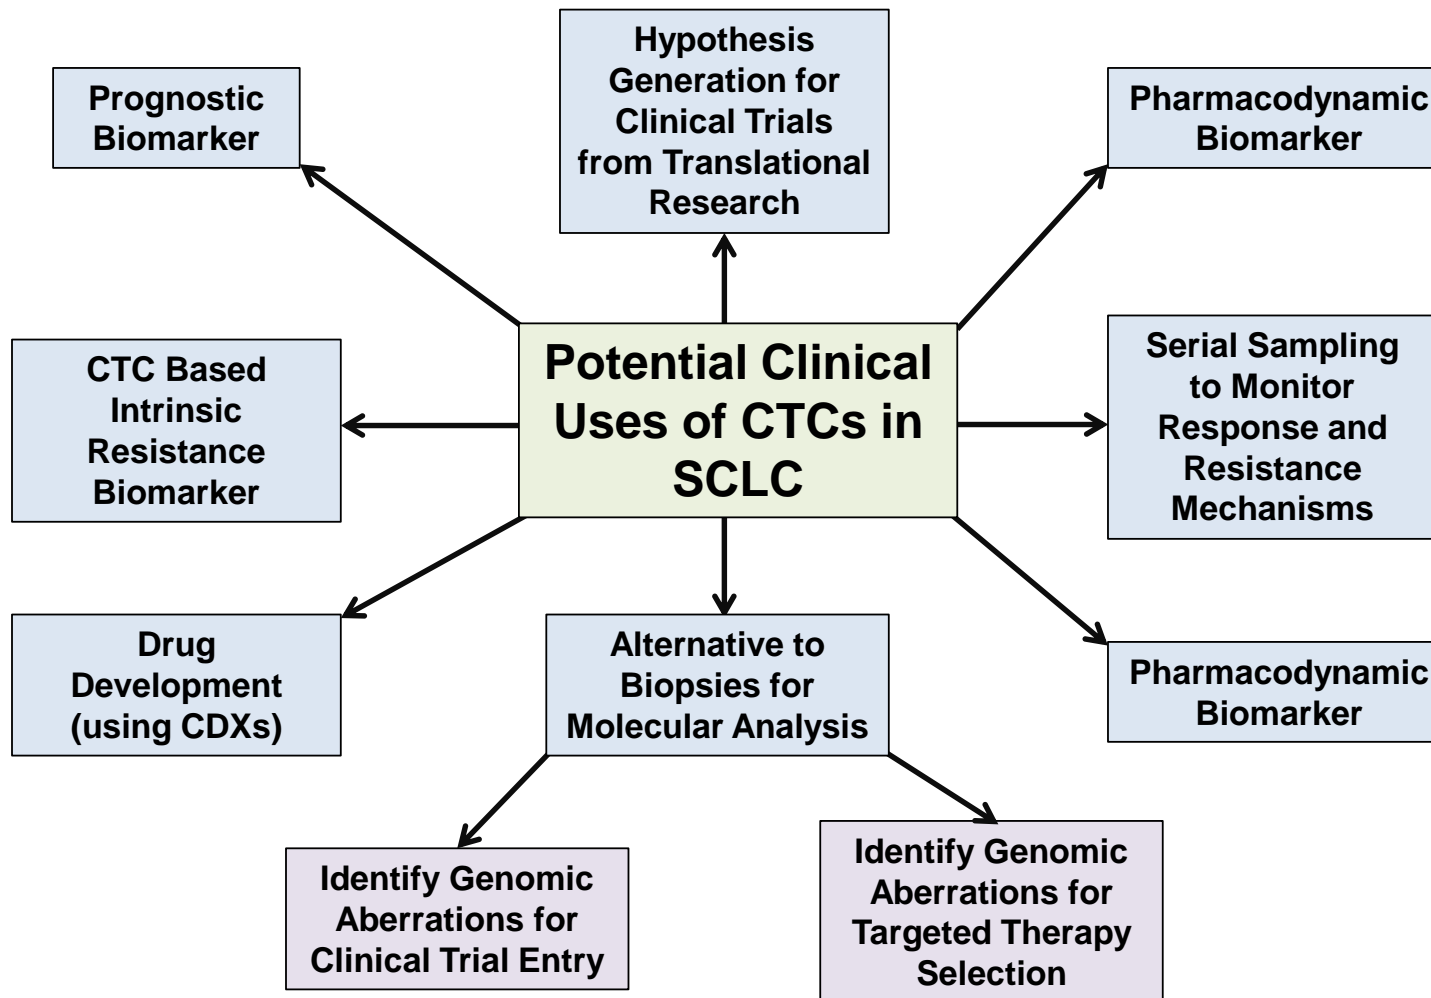 Hypothesis
Generation for
Clinical Trials
from Translational
Research
Prognostic
Biomarker
Pharmacodynamic
Biomarker
Potential Clinical
Uses of CTCs in
SCLC
CTC Based
Intrinsic
Resistance
Biomarker
Serial Sampling
to Monitor
Response and
Resistance
Mechanisms
Drug
Development
(using CDXs)
Alternative to
Biopsies for
Molecular Analysis
Pharmacodynamic
Biomarker
Identify Genomic
Aberrations for
Clinical Trial Entry
Identify Genomic
Aberrations for
Targeted Therapy
Selection